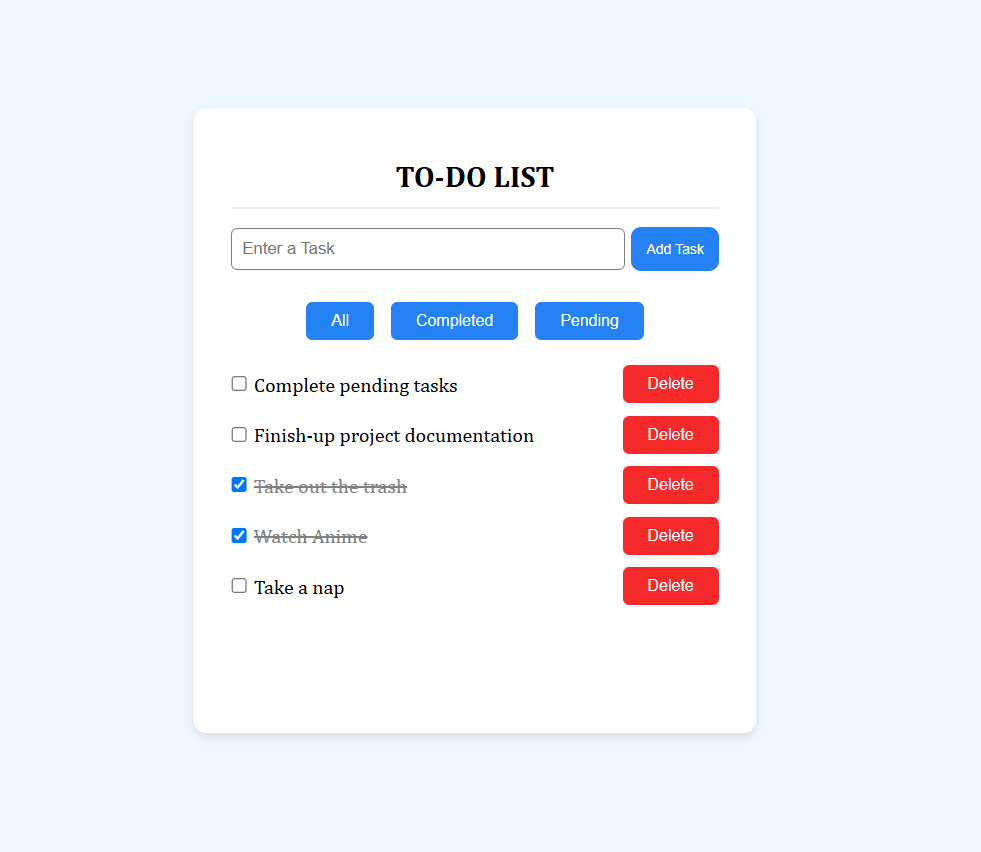 TO-DO LIST
Enter a Task Add Task
All Completed Pending
Complete pending tasks Delete
Finish-up project documentation Delete
Take out the trash Delete
Watch Anime Delete
Take a nap Delete